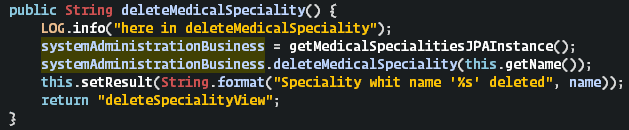 public String deleteMedicalSpeciality() {
LOG.info("here in deleteMedicalSpeciality");
systemAdministrationBusiness = getMedicalSpecialitiesJPAInstance();
systemAdministrationBusiness.deleteMedicalSpeciality(this.getName());
this.setResult(String.format("Speciality whit name '%s' deleted", name));
return "deleteSpecialityView";
}